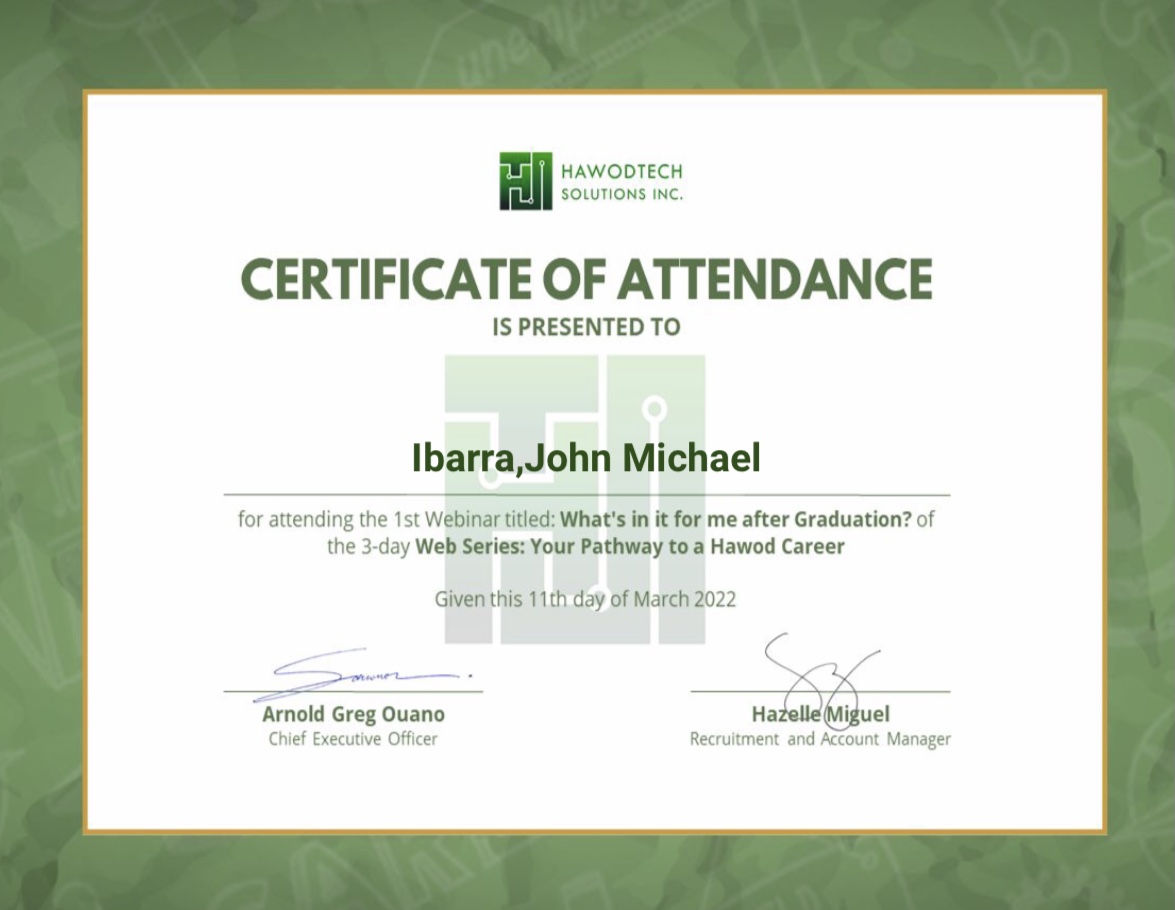 HAWODTECH
SOLUTIONS INC.
CERTIFICATE OF ATTENDANCE
IS PRESENTED TO
Ibarra,John Michael
for attending the 1st Webinar titled: What's in it for me after Graduation? of
the 3-day Web Series: Your Pathway to a Hawod Career
Given this 11th day of March 2022
Arnold Greg Ouano
Chief Executive Officer
Hazelle Miguel
Recruitment and Account Manager